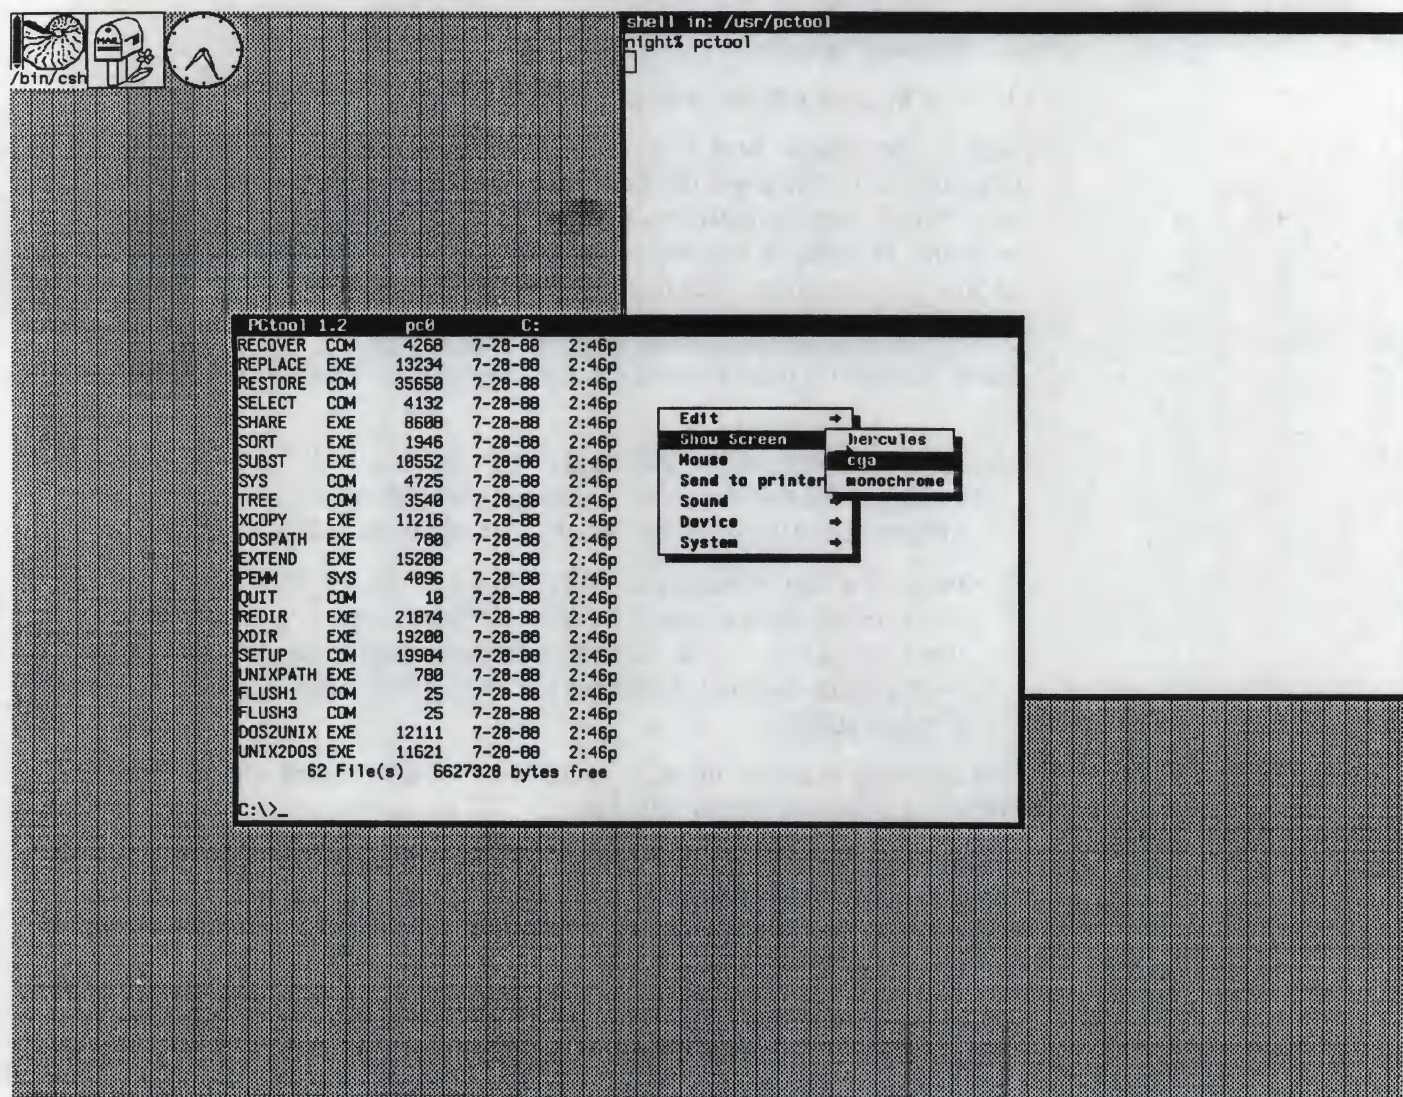 /bin/csh
MAIL
shell in: /usr/pctool
night% pctool
PCtool 1.2 pc0 C:
RECOVER COM 4268 7-28-88 2:46p
REPLACE EXE 13234 7-28-88 2:46p
RESTORE COM 35650 7-28-88 2:46p
SELECT COM 4132 7-28-88 2:46p
SHARE EXE 8608 7-28-88 2:46p
SORT EXE 1946 7-28-88 2:46p
SUBST EXE 10552 7-28-88 2:46p
SYS COM 4725 7-28-88 2:46p
TREE COM 3540 7-28-88 2:46p
XCOPY EXE 11216 7-28-88 2:46p
DOSPATH EXE 780 7-28-88 2:46p
EXTEND EXE 15208 7-28-88 2:46p
PEMM SYS 4096 7-28-88 2:46p
QUIT COM 10 7-28-88 2:46p
REDIR EXE 21874 7-28-88 2:46p
XDIR EXE 19200 7-28-88 2:46p
SETUP COM 19984 7-28-88 2:46p
UNIXPATH EXE 780 7-28-88 2:46p
FLUSH1 COM 25 7-28-88 2:46p
FLUSH3 COM 25 7-28-88 2:46p
DOS2UNIX EXE 12111 7-28-88 2:46p
UNIX2DOS EXE 11621 7-28-88 2:46p
62 File(s) 6627328 bytes free
C:\>_
Edit
Show Screen
Mouse
Send to printer
Sound
Device
System
hercules
cga
monochrome